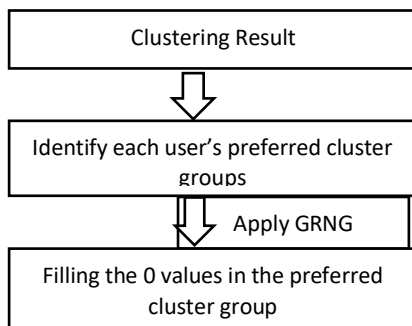 Clustering Result
Identify each user’s preferred cluster
groups
Apply GRNG
Filling the 0 values in the preferred
cluster group